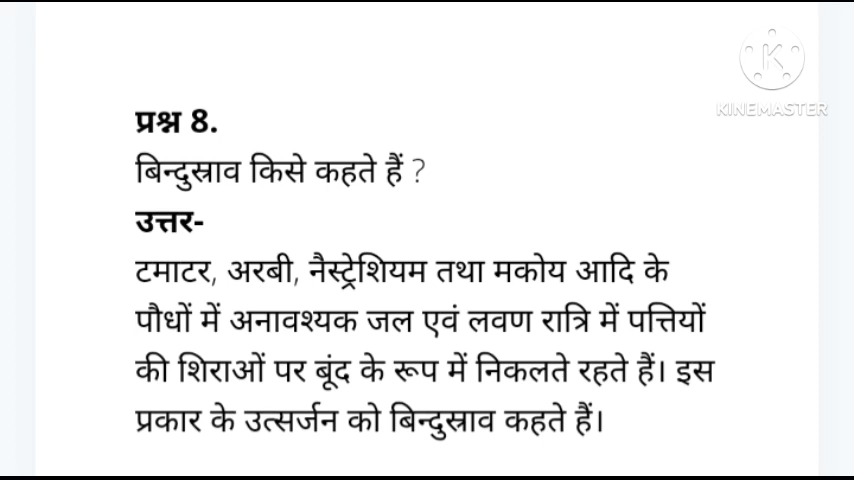 KINEMASTER
प्रश्न 8.
बिन्दुस्राव किसे कहते हैं ?
उत्तर-
टमाटर, अरबी, नैस्ट्रेशियम तथा मकोय आदि के
पौधों में अनावश्यक जल एवं लवण रात्रि में पत्तियों
की शिराओं पर बूंद के रूप में निकलते रहते हैं। इस
प्रकार के उत्सर्जन को बिन्दुस्राव कहते हैं।